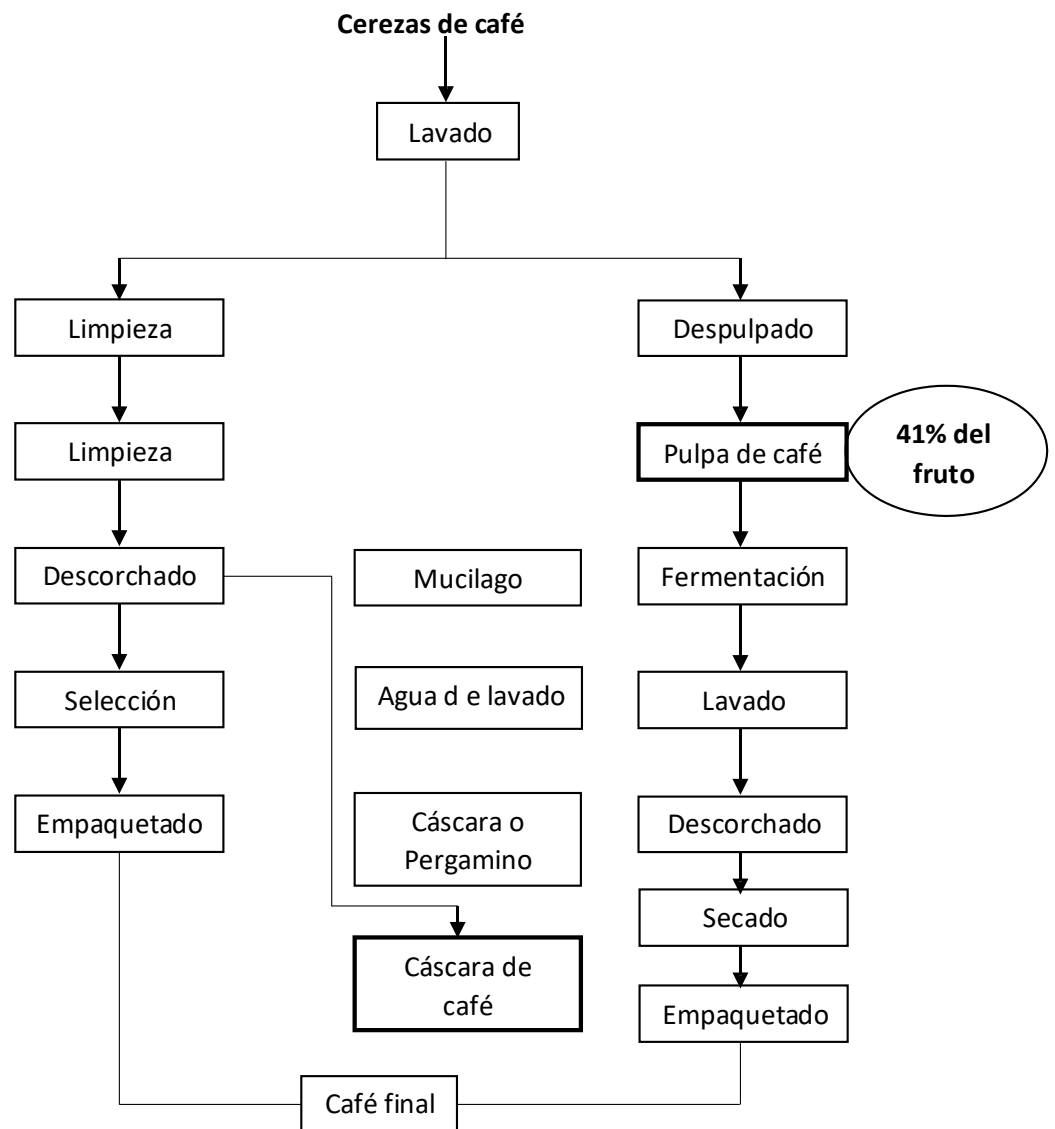 Cerezas de café
Lavado
Limpieza
Despulpado
Limpieza
Pulpa de café
41% del
fruto
Descorchado
Mucilago
Fermentación
Selección
Agua d e lavado
Lavado
Empaquetado
Cáscara o
Pergamino
Descorchado
Secado
Cáscara de
café
Empaquetado
Café final